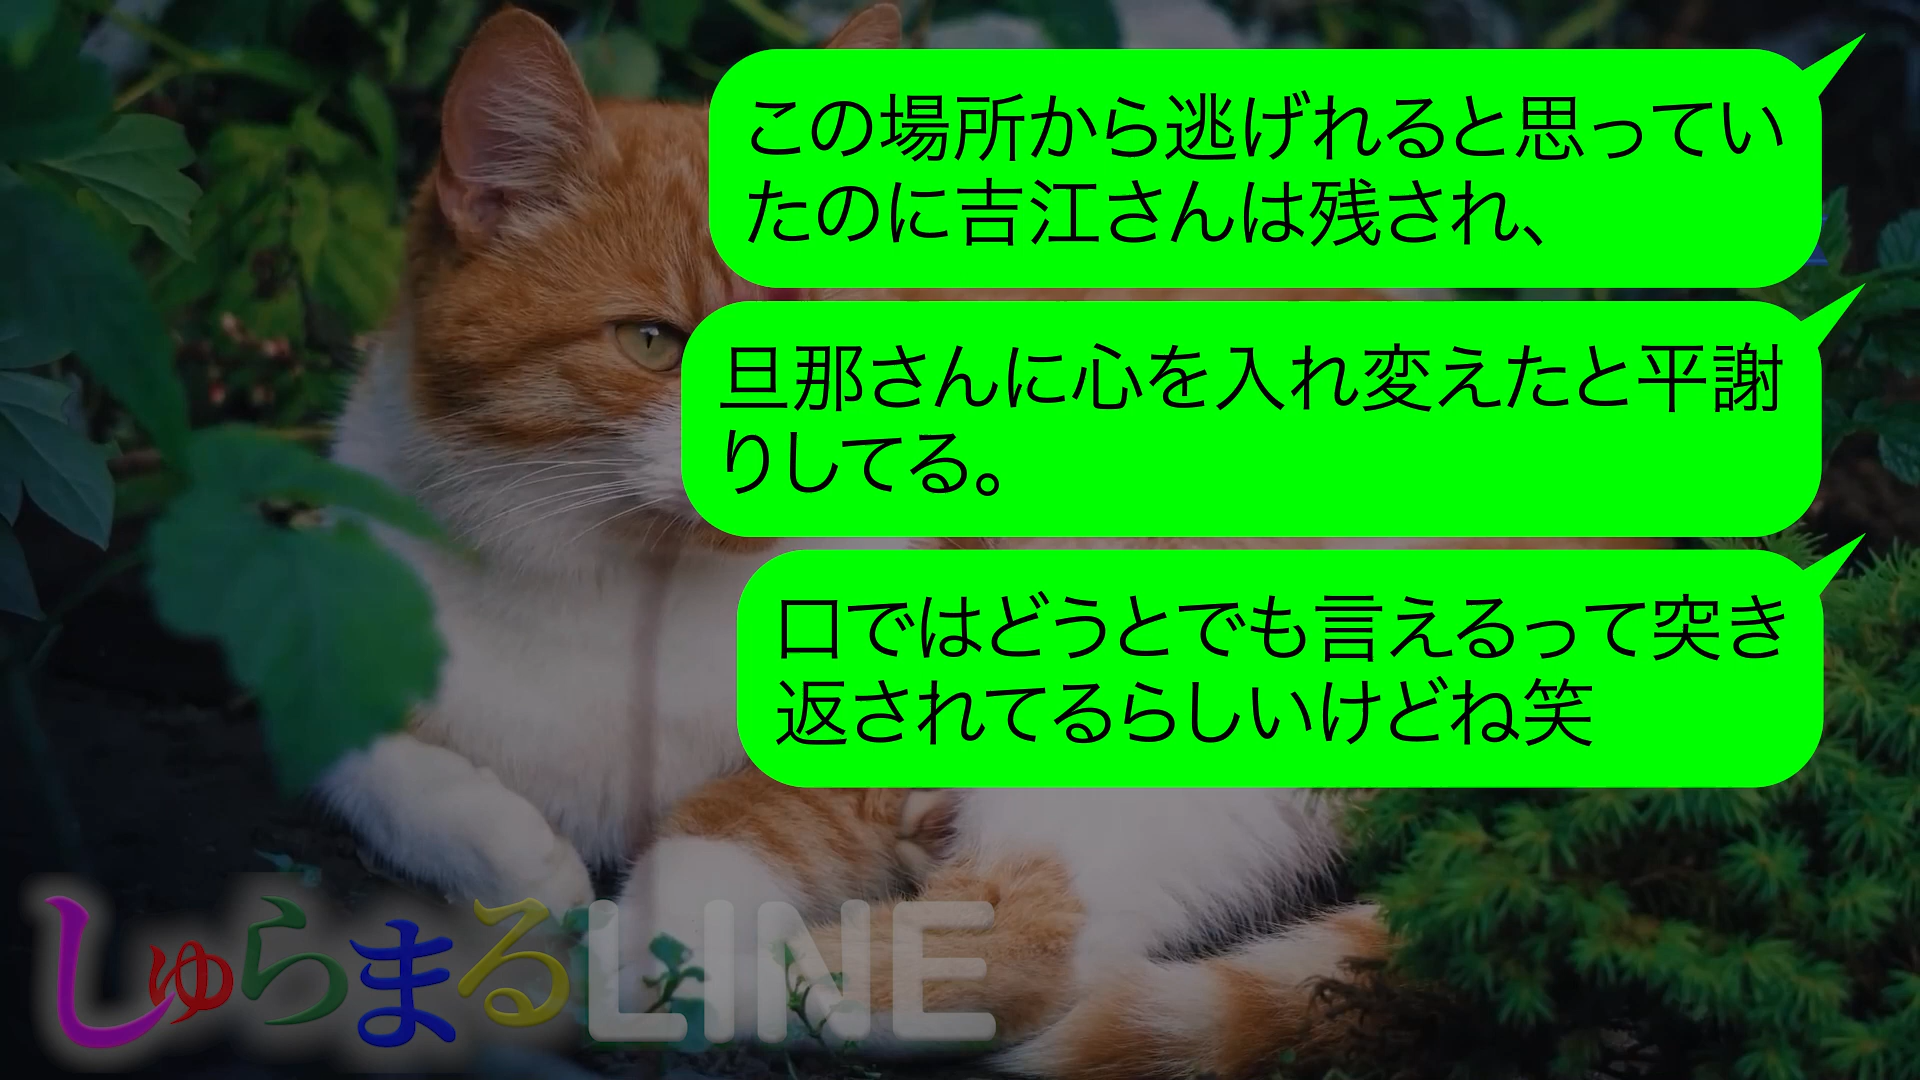 この場所から逃げれると思ってい
たのに吉江さんは残され、
旦那さんに心を入れ変えたと平謝
りしてる。
口ではどうとでも言えるって突き
返されてるらしいけどね笑
しゅらまるLINE